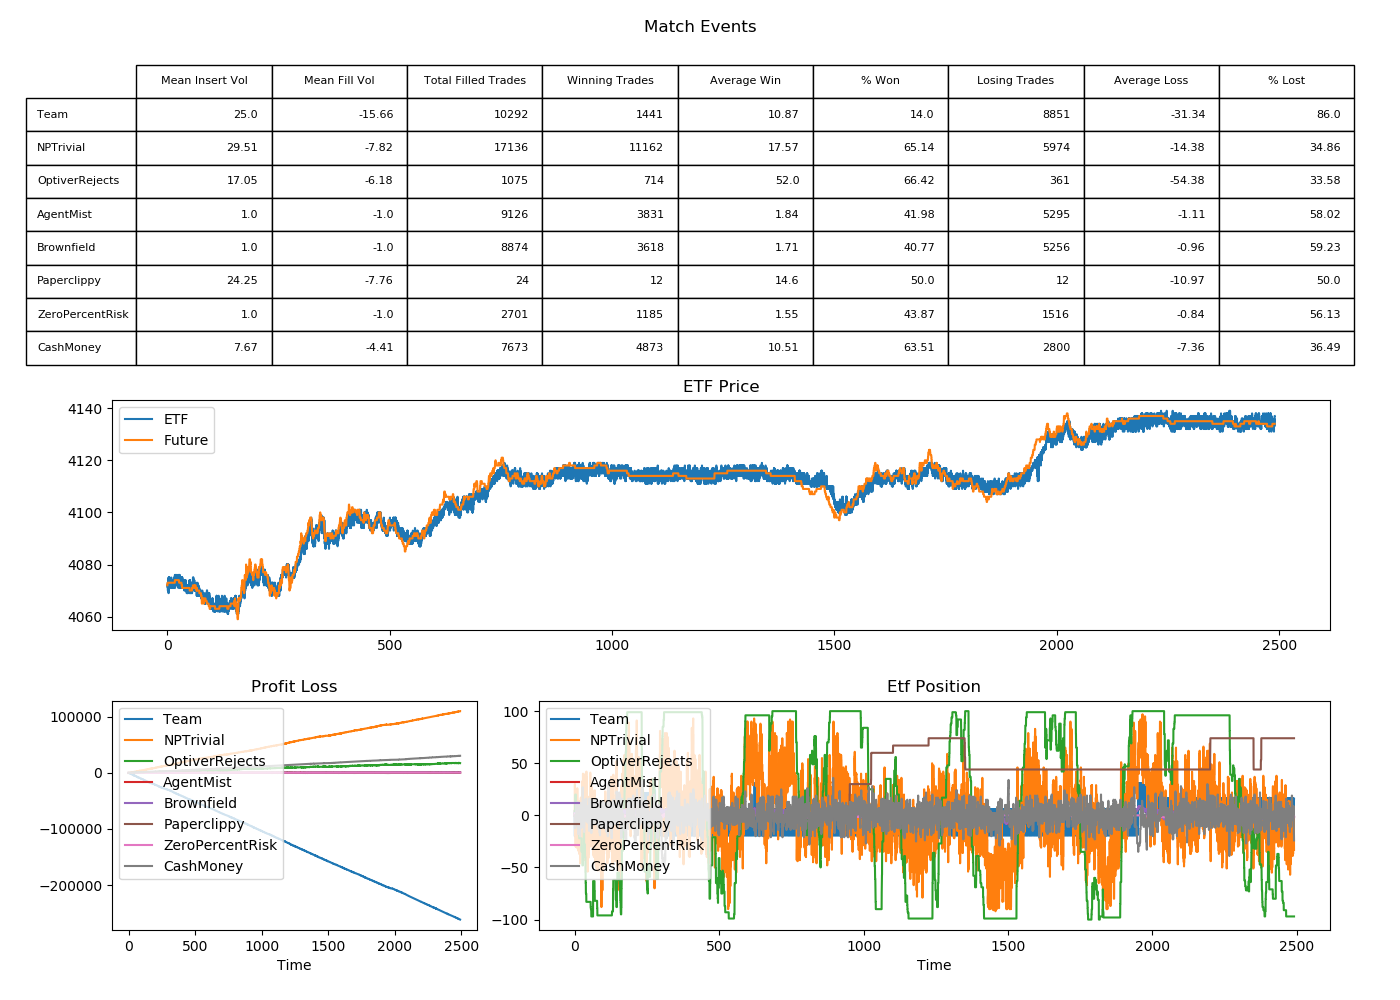 Match Events
Mean Insert Vol Mean Fill Vol Total Filled Trades Winning Trades Average Win % Won Losing Trades Average Loss % Lost
Team 25.0 -15.66 10292 1441 10.87 14.0 8851 -31.34 86.0
NPTrivial 29.51 -7.82 17136 11162 17.57 65.14 5974 -14.38 34.86
OptiverRejects 17.05 -6.18 1075 714 52.0 66.42 361 -54.38 33.58
AgentMist 1.0 -1.0 9126 3831 1.84 41.98 5295 -1.11 58.02
Brownfield 1.0 -1.0 8874 3618 1.71 40.77 5256 -0.96 59.23
Paperclippy 24.25 -7.76 24 12 14.6 50.0 12 -10.97 50.0
ZeroPercentRisk 1.0 -1.0 2701 1185 1.55 43.87 1516 -0.84 56.13
CashMoney 7.67 -4.41 7673 4873 10.51 63.51 2800 -7.36 36.49
ETF Price
4140
4120
4100
4080
4060
ETF
Future
0 500 1000 1500 2000 2500
Profit Loss
100000
0
−100000
−200000
Team
NPTrivial
OptiverRejects
AgentMist
Brownfield
Paperclippy
ZeroPercentRisk
CashMoney
0 500 1000 1500 2000 2500
Time
Etf Position
100
50
0
−50
−100
Team
NPTrivial
OptiverRejects
AgentMist
Brownfield
Paperclippy
ZeroPercentRisk
CashMoney
0 500 1000 1500 2000 2500
Time